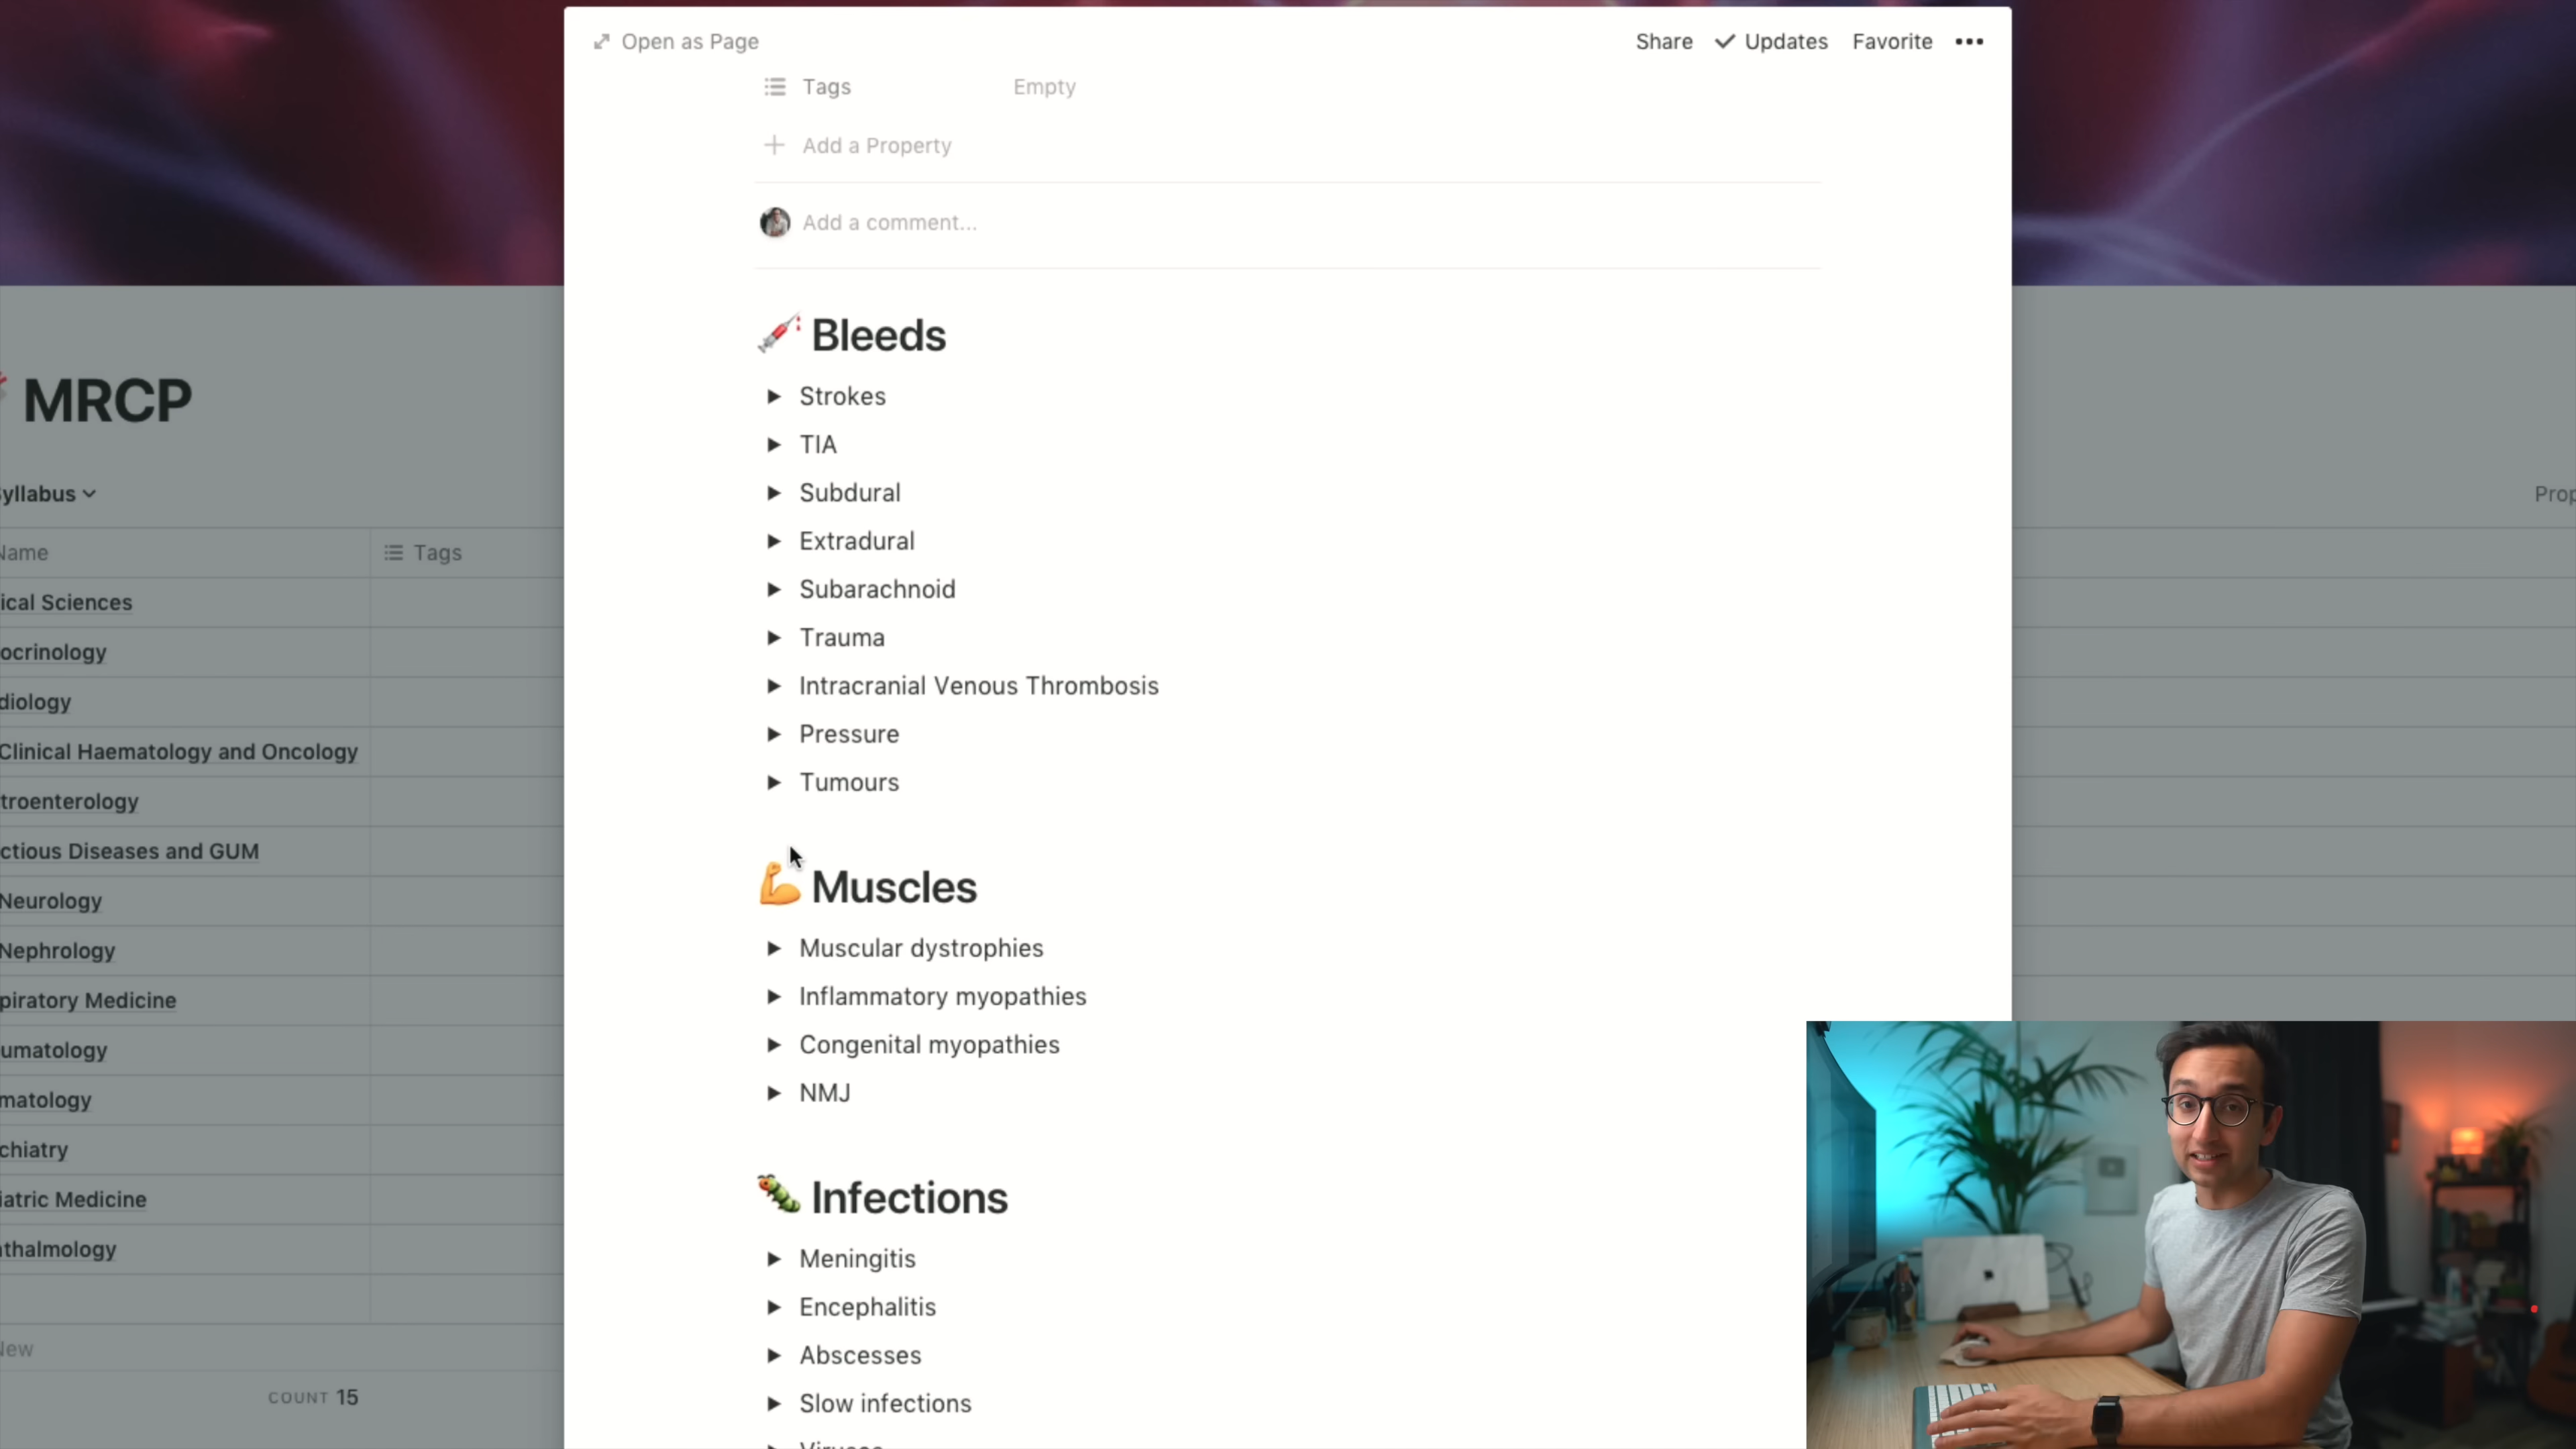 Open as Page
Share
Updates
Favorite
Tags
Empty
Add a Property
Add a comment...
Bleeds
Strokes
TIA
Subdural
Extradural
Subarachnoid
Trauma
Intracranial Venous Thrombosis
Pressure
Tumours
Muscles
Muscular dystrophies
Inflammatory myopathies
Congenital myopathies
NMJ
Infections
Meningitis
Encephalitis
Abscesses
Slow infections
MRCP
yllabus
Name
Tags
ical Sciences
ocrinology
diology
Clinical Haematology and Oncology
troenterology
ctious Diseases and GUM
Neurology
Nephrology
piratory Medicine
umatology
matology
chiatry
iatric Medicine
thalmology
New
COUNT 15
Prop